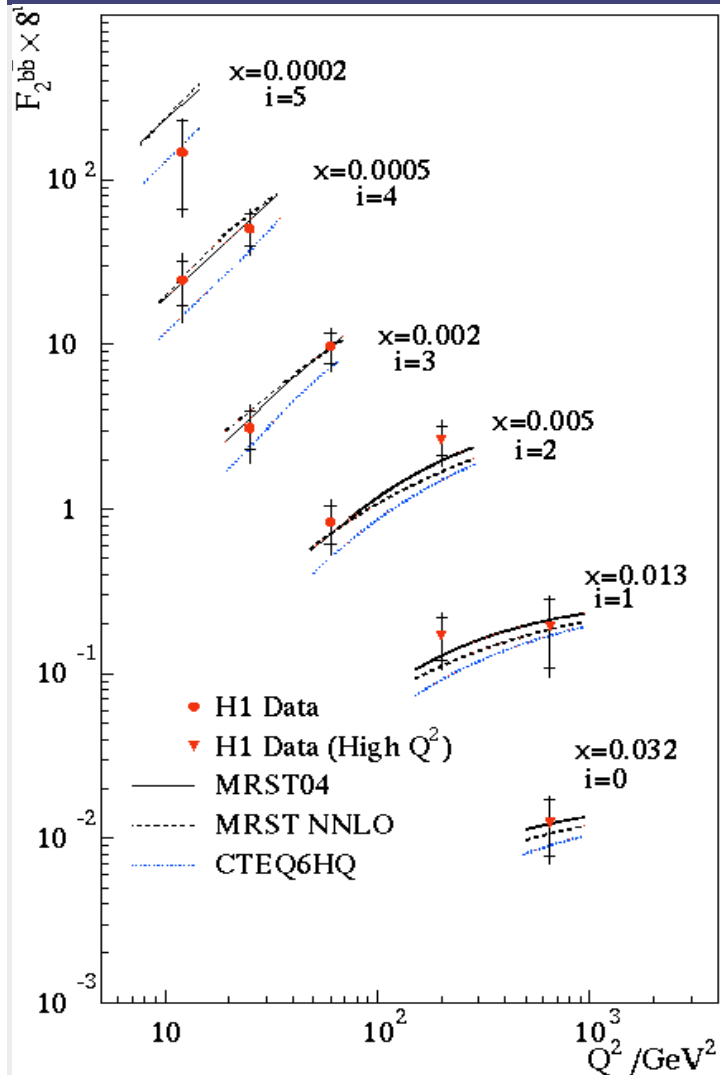 F₂ᵇᵇ̅ × 8ⁱ
x=0.0002
i=5
10²
x=0.0005
i=4
10
x=0.002
i=3
x=0.005
i=2
1
x=0.013
i=1
10⁻¹
H1 Data
H1 Data (High Q²)
MRST04
MRST NNLO
CTEQ6HQ
x=0.032
i=0
10⁻²
10⁻³
10 10² 10³
Q² /GeV²